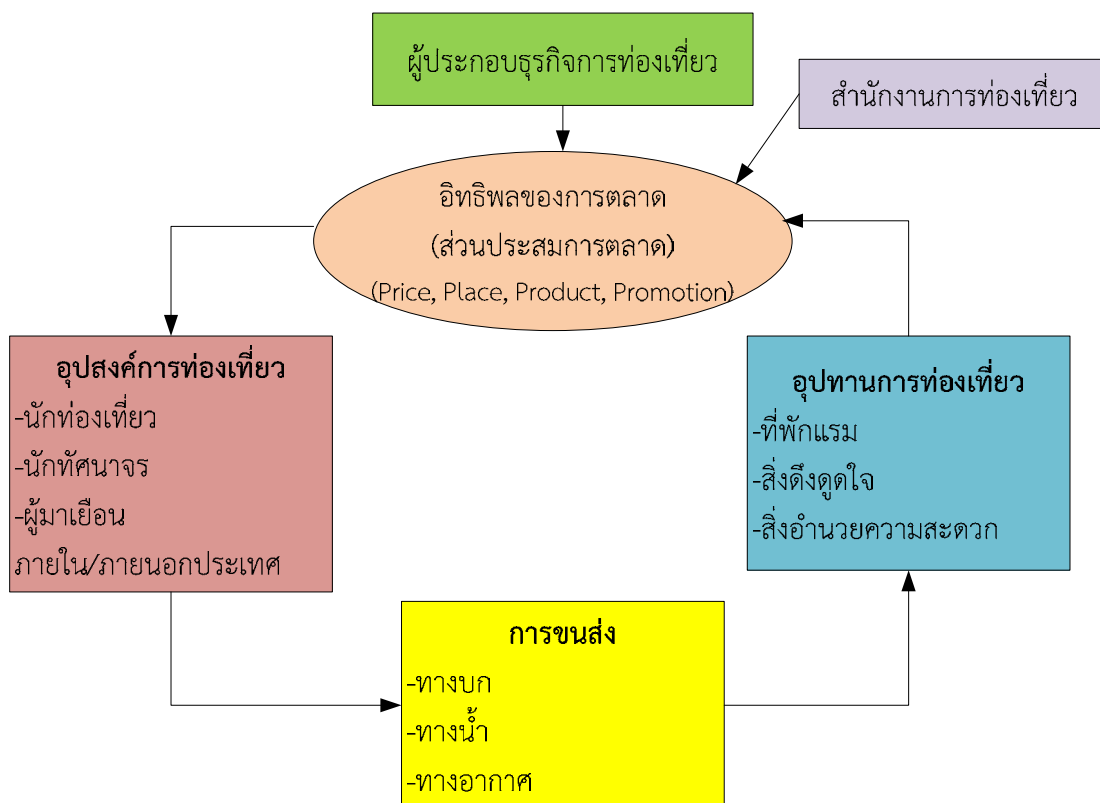 ผู้ประกอบธุรกิจการท่องเที่ยว
สำนักงานการท่องเที่ยว
อิทธิพลของการตลาด
(ส่วนประสมการตลาด)
(Price, Place, Product, Promotion)
อุปสงค์การท่องเที่ยว
-นักท่องเที่ยว
-นักทัศนาจร
-ผู้มาเยือน
ภายใน/ภายนอกประเทศ
อุปทานการท่องเที่ยว
-ที่พักแรม
-สิ่งดึงดูดใจ
-สิ่งอำนวยความสะดวก
การขนส่ง
-ทางบก
-ทางน้ำ
-ทางอากาศ